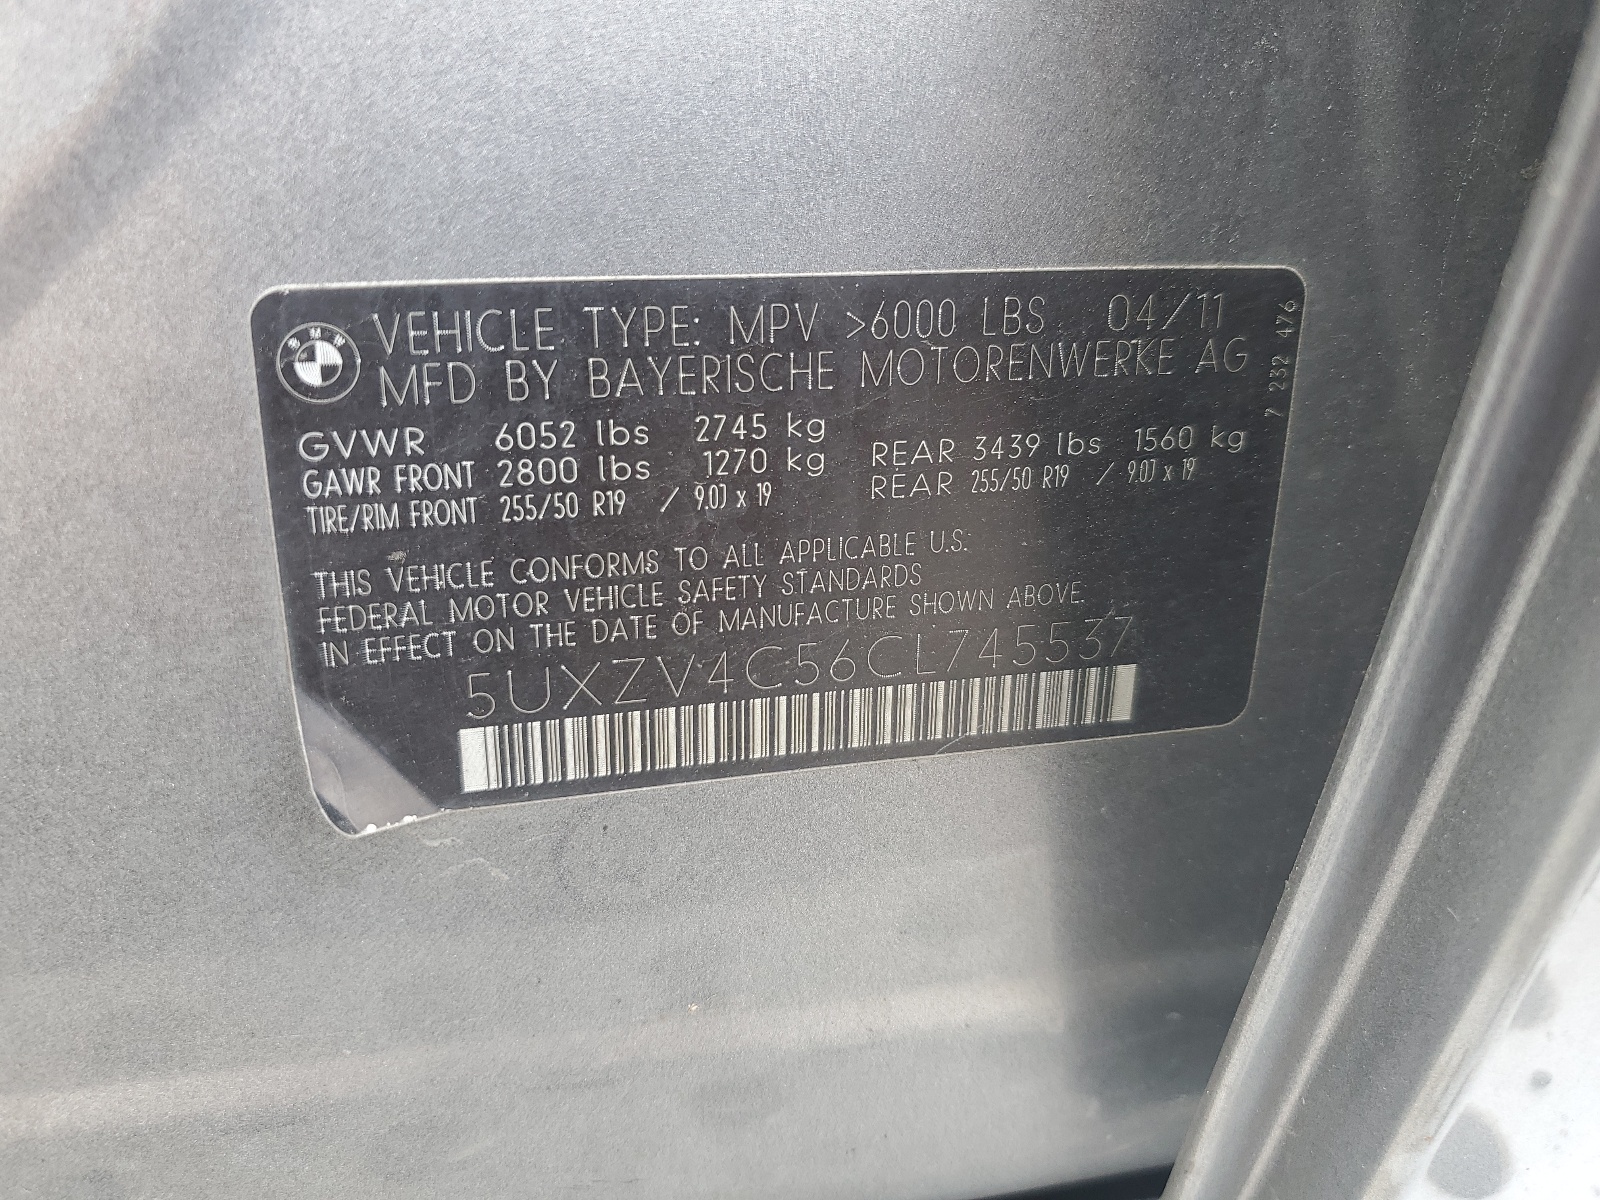 VEHICLE TYPE: MPV >6000 LBS 04/11
MFD BY BAYERISCHE MOTORENWERKE AG
7 232 476
GVWR 6052 lbs 2745 kg
GAWR FRONT 2800 lbs 1270 kg REAR 3439 lbs 1560 kg
TIRE/RIM FRONT 255/50 R19 / 9.0J x 19 REAR 255/50 R19 / 9.0J x 19
THIS VEHICLE CONFORMS TO ALL APPLICABLE U.S.
FEDERAL MOTOR VEHICLE SAFETY STANDARDS
IN EFFECT ON THE DATE OF MANUFACTURE SHOWN ABOVE.
5UXZV4C56CL745537